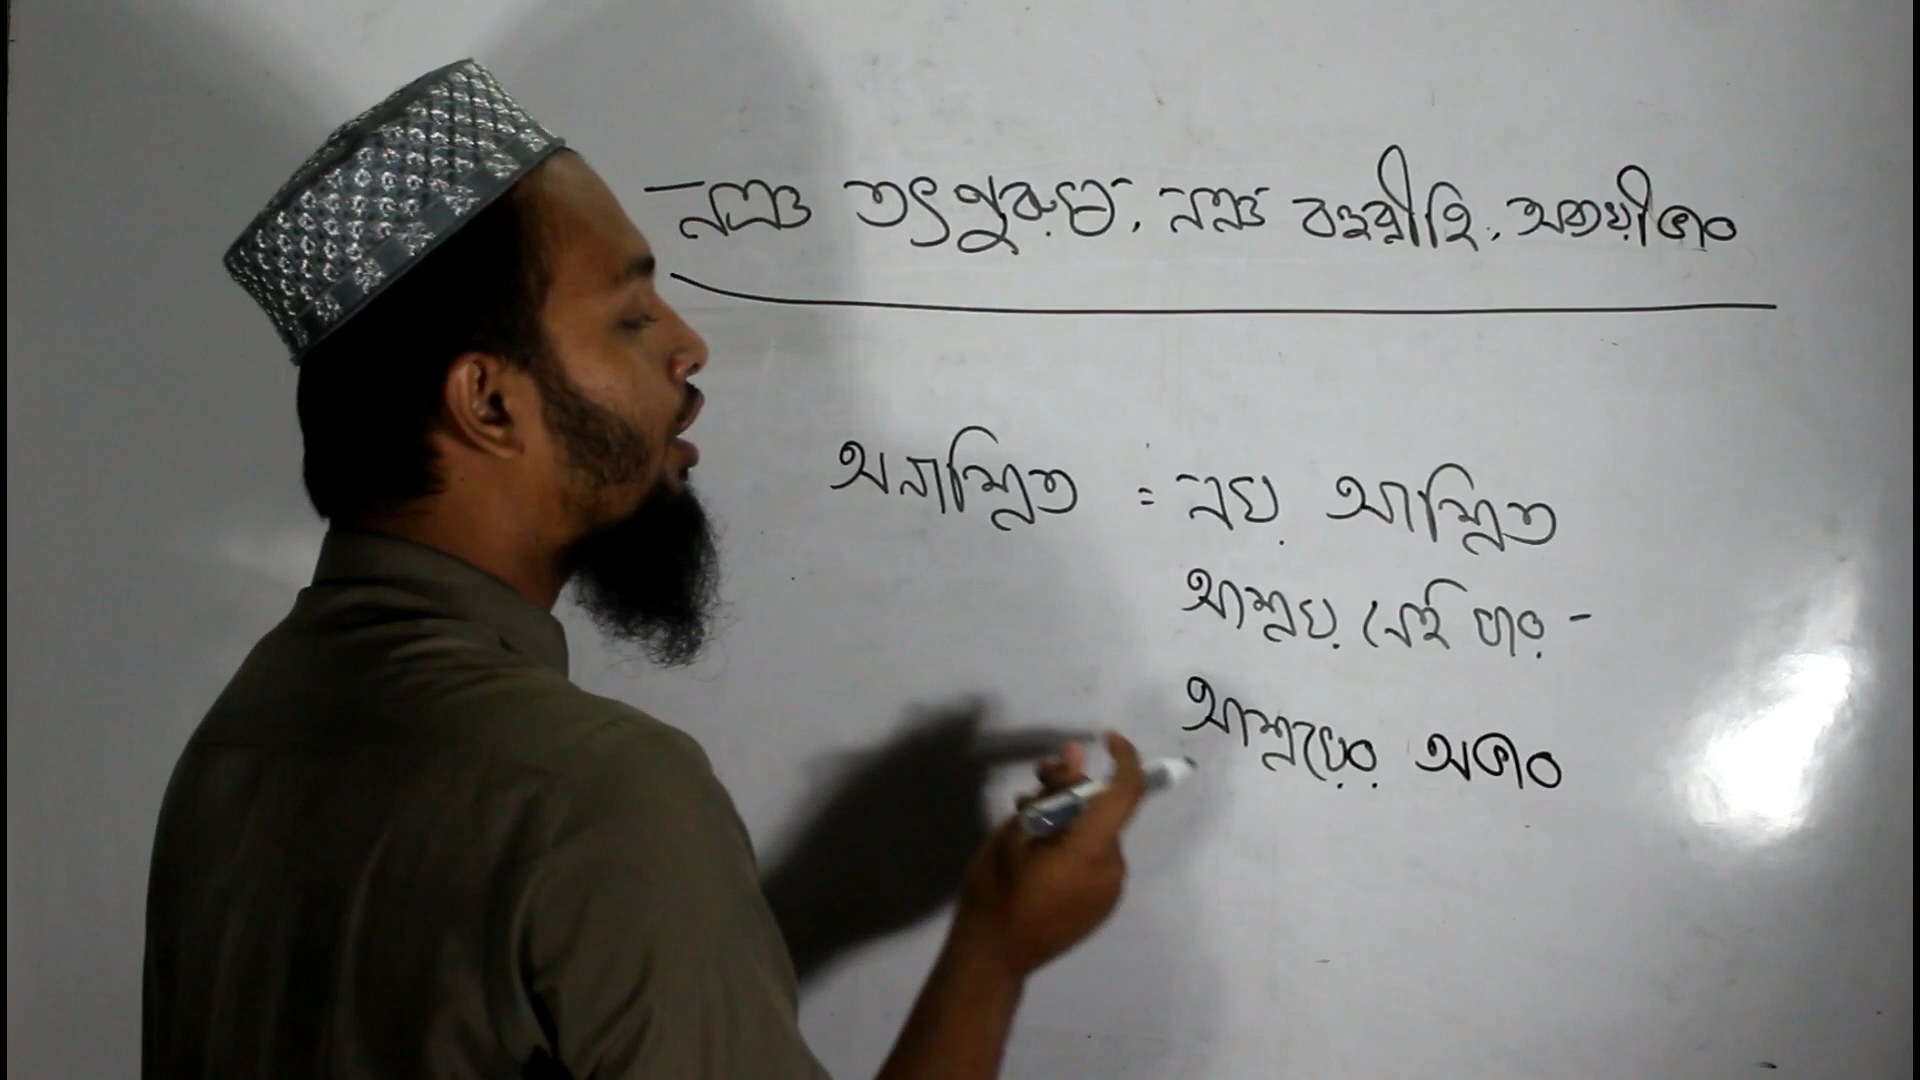 নঞ তৎপুরুষ, নঞ বহুব্রীহি, অব্যয়ীভাব
অনাশ্রিত = নয় আশ্রিত
আশ্রয় নেই যার -
আশ্রয়ের অভাব